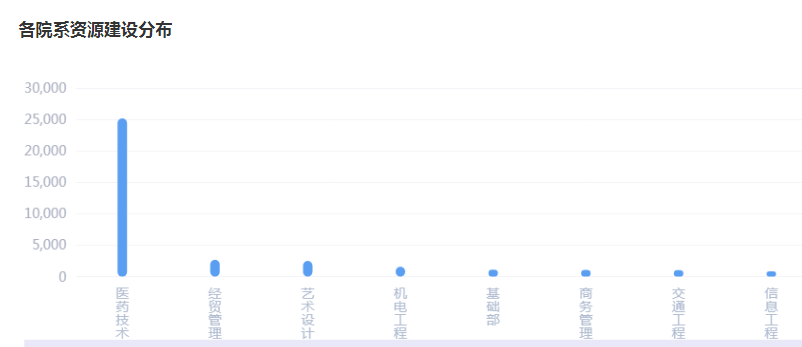 各院系资源建设分布
30,000
25,000
20,000
15,000
10,000
5,000
0
医药技术
经贸管理
艺术设计
机电工程
基础部
商务管理
交通工程
信息工程